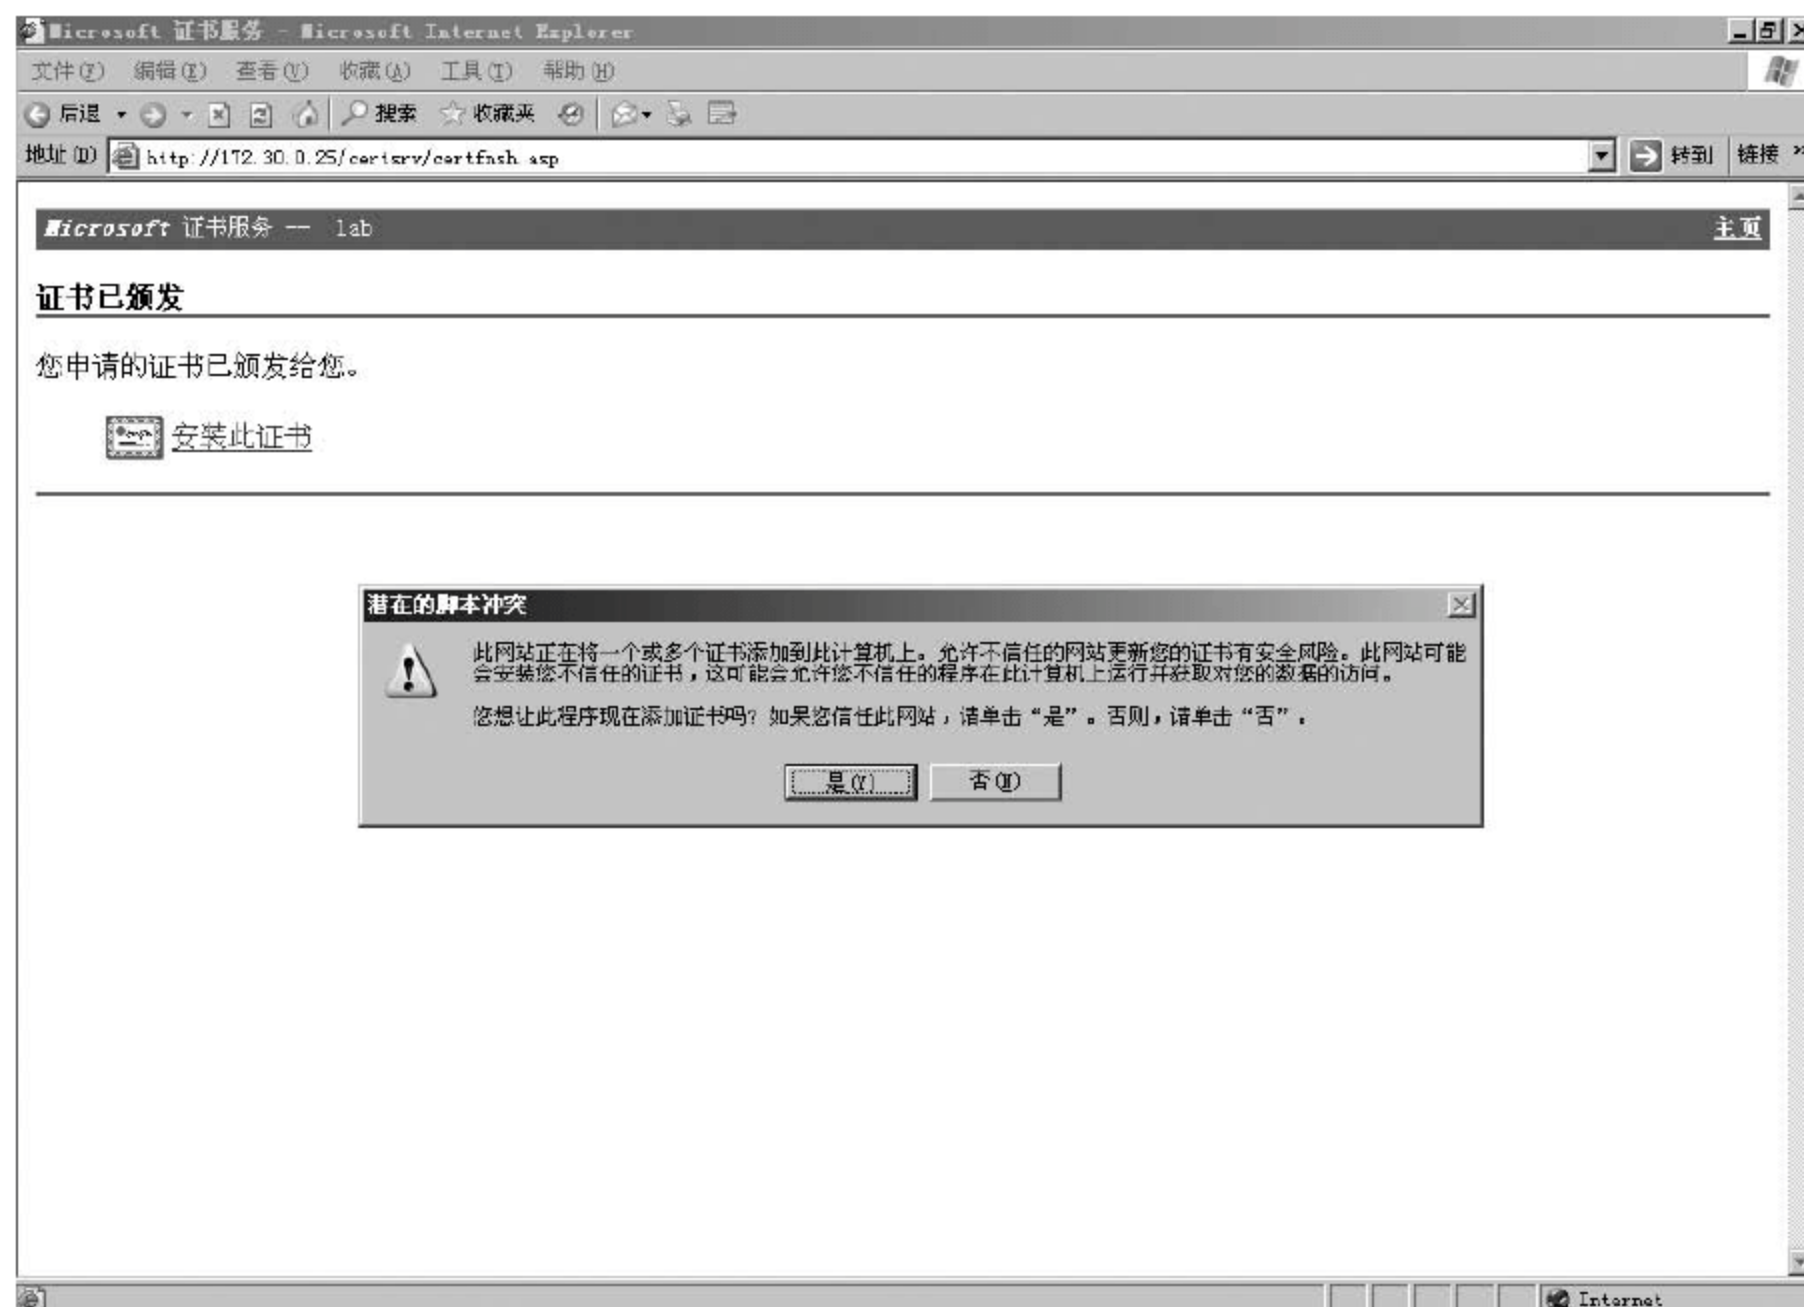 Microsoft 证书服务 - Microsoft Internet Explorer
文件(F) 编辑(E) 查看(V) 收藏(A) 工具(T) 帮助(H)
后退 搜索 收藏夹
地址(D) http://172.30.0.25/certsrv/certfnsh.asp 转到 链接 »
Microsoft 证书服务 -- lab 主页
证书已颁发
您申请的证书已颁发给您。
安装此证书
潜在的脚本冲突
此网站正在将一个或多个证书添加到此计算机上。允许不信任的网站更新您的证书有安全风险。此网站可能
会安装您不信任的证书，这可能会允许您不信任的程序在此计算机上运行并获取对您的数据的访问。
您想让此程序现在添加证书吗？如果您信任此网站，请单击“是”。否则，请单击“否”。
是(Y) 否(N)
Internet